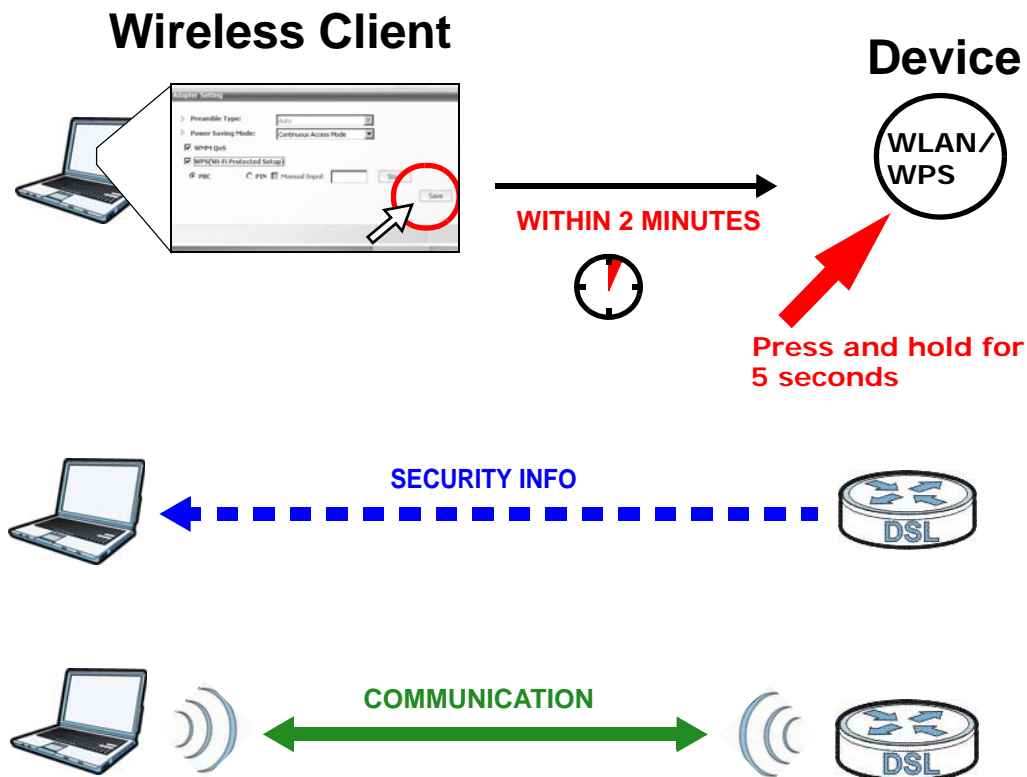 Wireless Client
Device
Adapter Setting
Preamble Type: Auto
Power Saving Mode: Continuous Access Mode
WMM QoS
WPS(Wi-Fi Protected Setup)
PBC PIN Manual Input
Save
WLAN/
WPS
WITHIN 2 MINUTES
Press and hold for
5 seconds
SECURITY INFO
DSL
COMMUNICATION
DSL